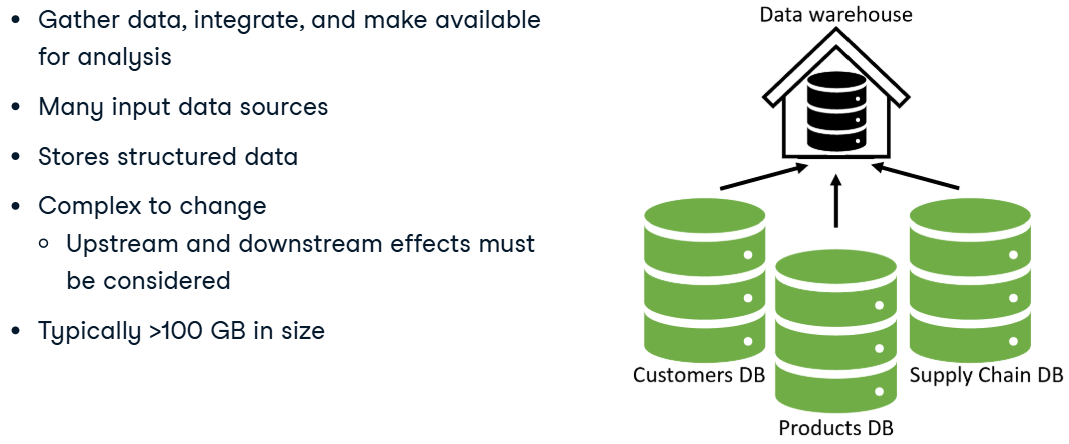 • Gather data, integrate, and make available
for analysis
• Many input data sources
• Stores structured data
• Complex to change
○ Upstream and downstream effects must
be considered
• Typically >100 GB in size
Data warehouse
Customers DB
Products DB
Supply Chain DB